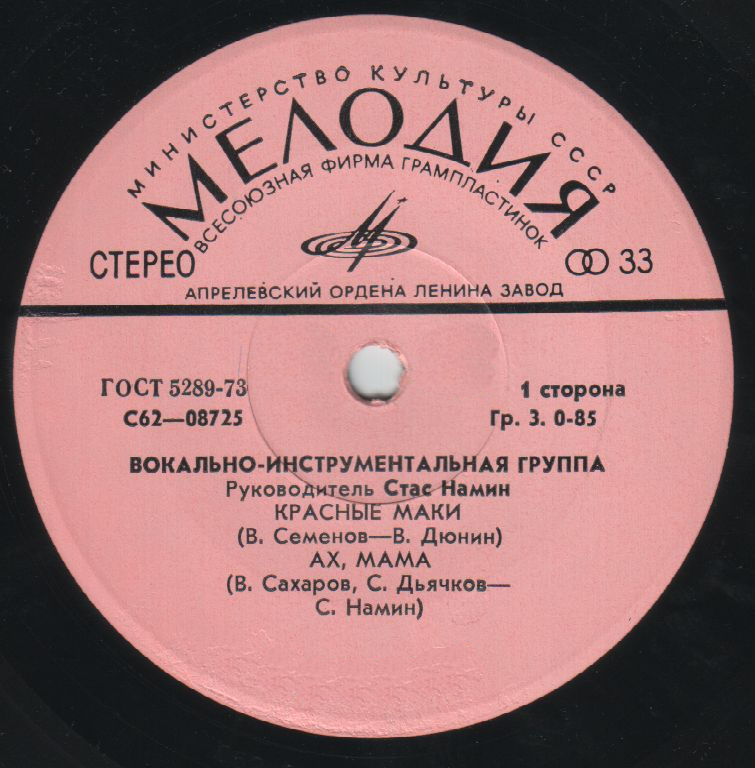 МИНИСТЕРСТВО КУЛЬТУРЫ СССР
МЕЛОДИЯ
ВСЕСОЮЗНАЯ ФИРМА ГРАМПЛАСТИНОК
СТЕРЕО
33
АПРЕЛЕВСКИЙ ОРДЕНА ЛЕНИНА ЗАВОД
ГОСТ 5289-73
1 сторона
С62—08725
Гр. 3. 0-85
ВОКАЛЬНО-ИНСТРУМЕНТАЛЬНАЯ ГРУППА
Руководитель Стас Намин
КРАСНЫЕ МАКИ
(В. Семенов—В. Дюнин)
АХ, МАМА
(В. Сахаров, С. Дьячков—
С. Намин)